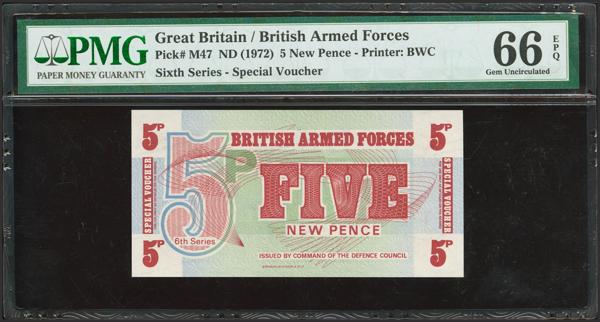 PMG
PAPER MONEY GUARANTY
Great Britain / British Armed Forces
Pick# M47 ND (1972) 5 New Pence - Printer: BWC
Sixth Series - Special Voucher
66 EPQ
Gem Uncirculated
5P
BRITISH ARMED FORCES
5P
SPECIAL VOUCHER
5P
FIVE
SPECIAL VOUCHER
NEW PENCE
6th Series
5P
ISSUED BY COMMAND OF THE DEFENCE COUNCIL
5P